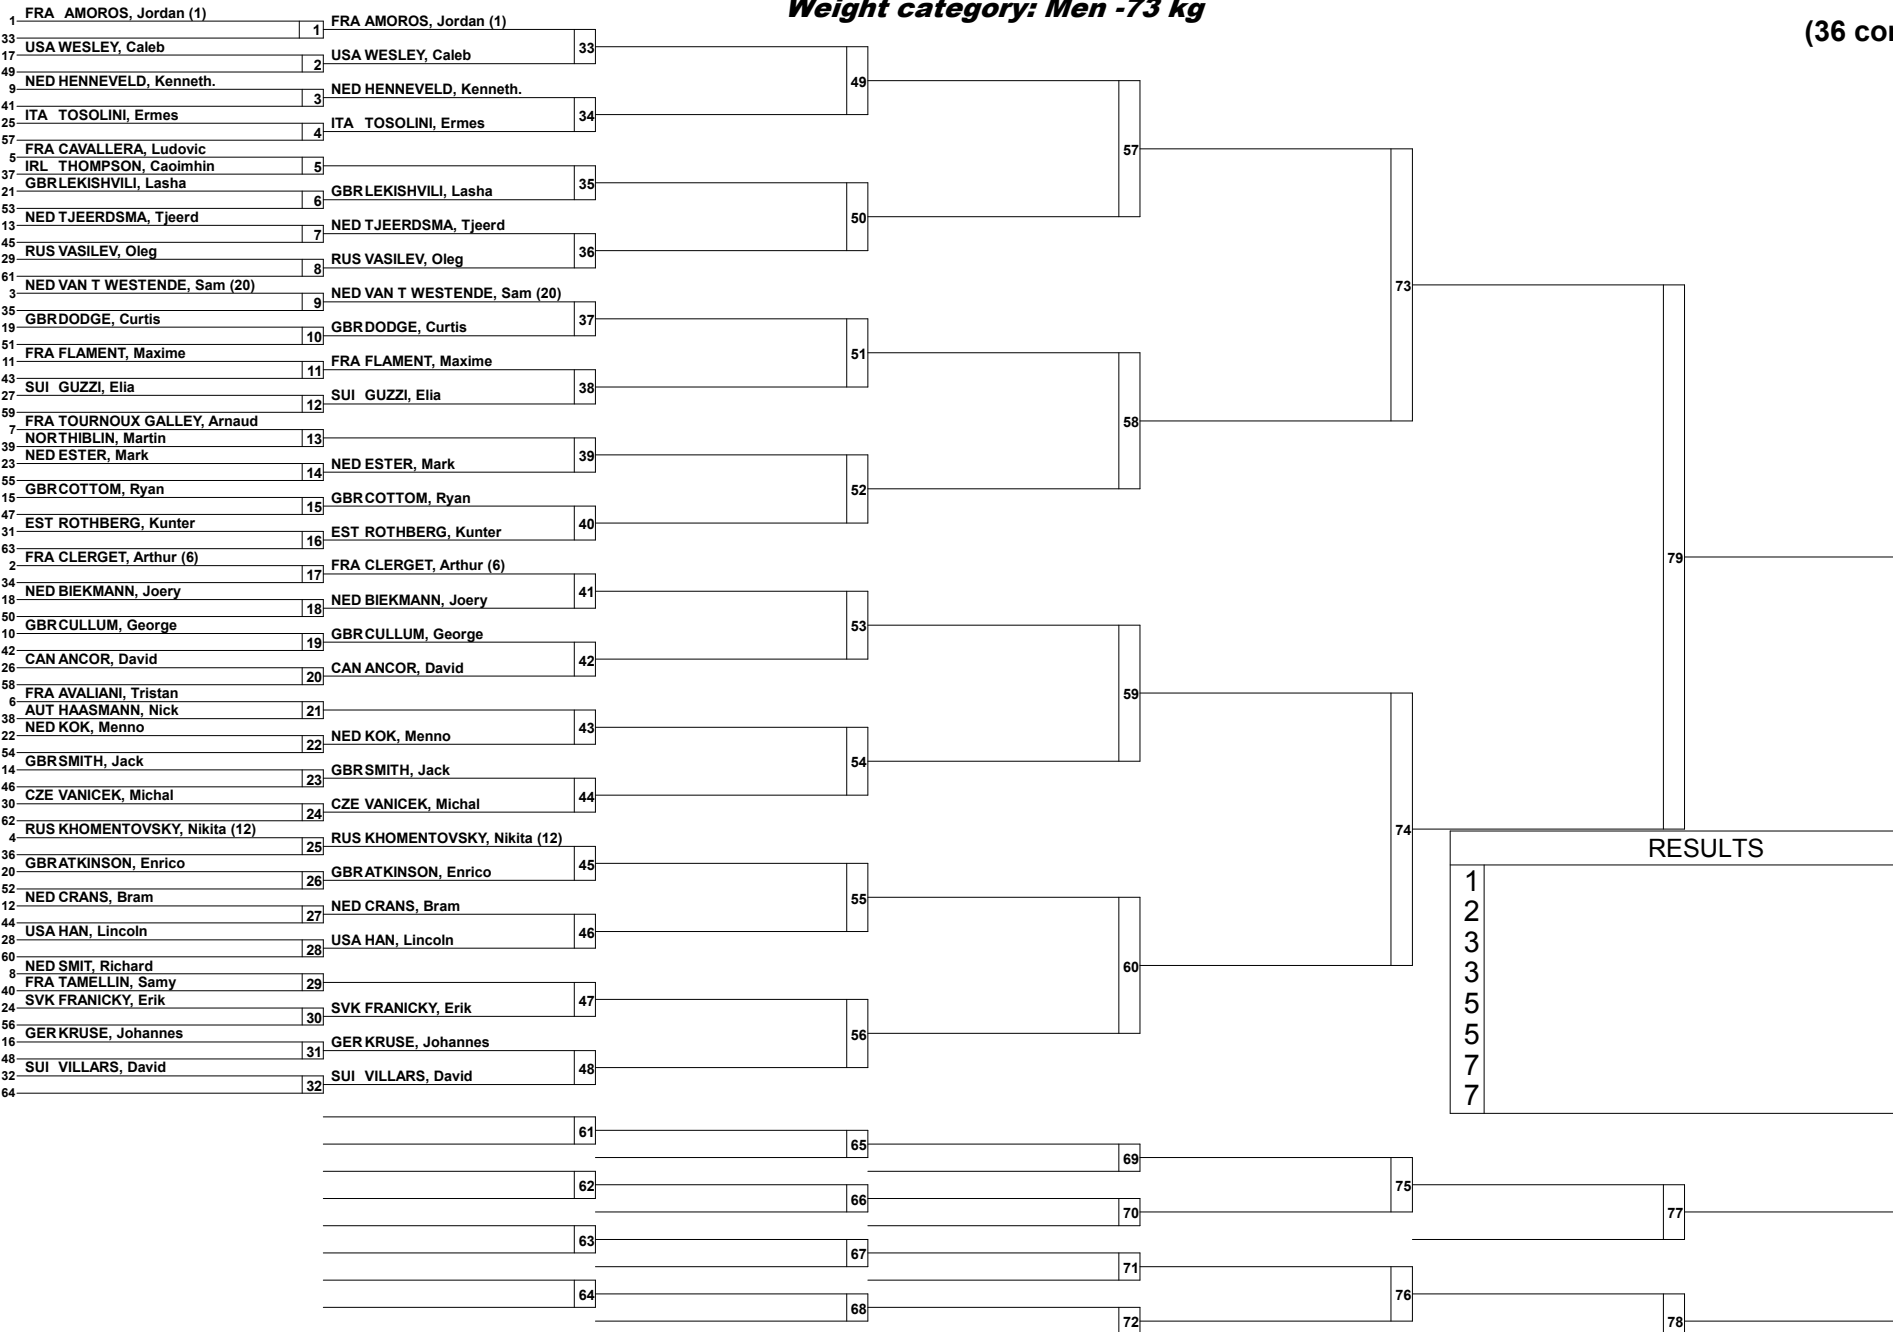 Weight category: Men -73 kg
(36 co
1 FRA AMOROS, Jordan (1)
1 FRA AMOROS, Jordan (1)
33
33
17 USA WESLEY, Caleb
2 USA WESLEY, Caleb
49
49
9 NED HENNEVELD, Kenneth.
3 NED HENNEVELD, Kenneth.
41
34
25 ITA TOSOLINI, Ermes
4 ITA TOSOLINI, Ermes
57
57
5 FRA CAVALLERA, Ludovic
5
37 IRL THOMPSON, Caoimhin
35
21 GBR LEKISHVILI, Lasha
6 GBR LEKISHVILI, Lasha
53
50
13 NED TJEERDSMA, Tjeerd
7 NED TJEERDSMA, Tjeerd
45
36
29 RUS VASILEV, Oleg
8 RUS VASILEV, Oleg
61
73
3 NED VAN T WESTENDE, Sam (20)
9 NED VAN T WESTENDE, Sam (20)
35
37
19 GBR DODGE, Curtis
10 GBR DODGE, Curtis
51
51
11 FRA FLAMENT, Maxime
11 FRA FLAMENT, Maxime
43
38
27 SUI GUZZI, Elia
12 SUI GUZZI, Elia
59
58
7 FRA TOURNOUX GALLEY, Arnaud
13
39 NOR THIBLIN, Martin
39
23 NED ESTER, Mark
14 NED ESTER, Mark
55
52
15 GBR COTTOM, Ryan
15 GBR COTTOM, Ryan
47
40
31 EST ROTHBERG, Kunter
16 EST ROTHBERG, Kunter
63
79
2 FRA CLERGET, Arthur (6)
17 FRA CLERGET, Arthur (6)
34
41
18 NED BIEKMANN, Joery
18 NED BIEKMANN, Joery
50
53
10 GBR CULLUM, George
19 GBR CULLUM, George
42
42
26 CAN ANCOR, David
20 CAN ANCOR, David
58
59
6 FRA AVALIANI, Tristan
21
38 AUT HAASMANN, Nick
43
22 NED KOK, Menno
22 NED KOK, Menno
54
54
14 GBR SMITH, Jack
23 GBR SMITH, Jack
46
44
30 CZE VANICEK, Michal
24 CZE VANICEK, Michal
62
74
4 RUS KHOMENTOVSKY, Nikita (12)
25 RUS KHOMENTOVSKY, Nikita (12)
36
45
20 GBR ATKINSON, Enrico
26 GBR ATKINSON, Enrico
52
55
12 NED CRANS, Bram
27 NED CRANS, Bram
44
46
28 USA HAN, Lincoln
28 USA HAN, Lincoln
60
60
8 NED SMIT, Richard
29
40 FRA TAMELLIN, Samy
47
24 SVK FRANICKY, Erik
30 SVK FRANICKY, Erik
56
56
16 GER KRUSE, Johannes
31 GER KRUSE, Johannes
48
48
32 SUI VILLARS, David
32 SUI VILLARS, David
64
RESULTS
1
2
3
3
5
5
7
7
61
65
69
62
66
75
70
77
63
67
71
64
68
76
72
78